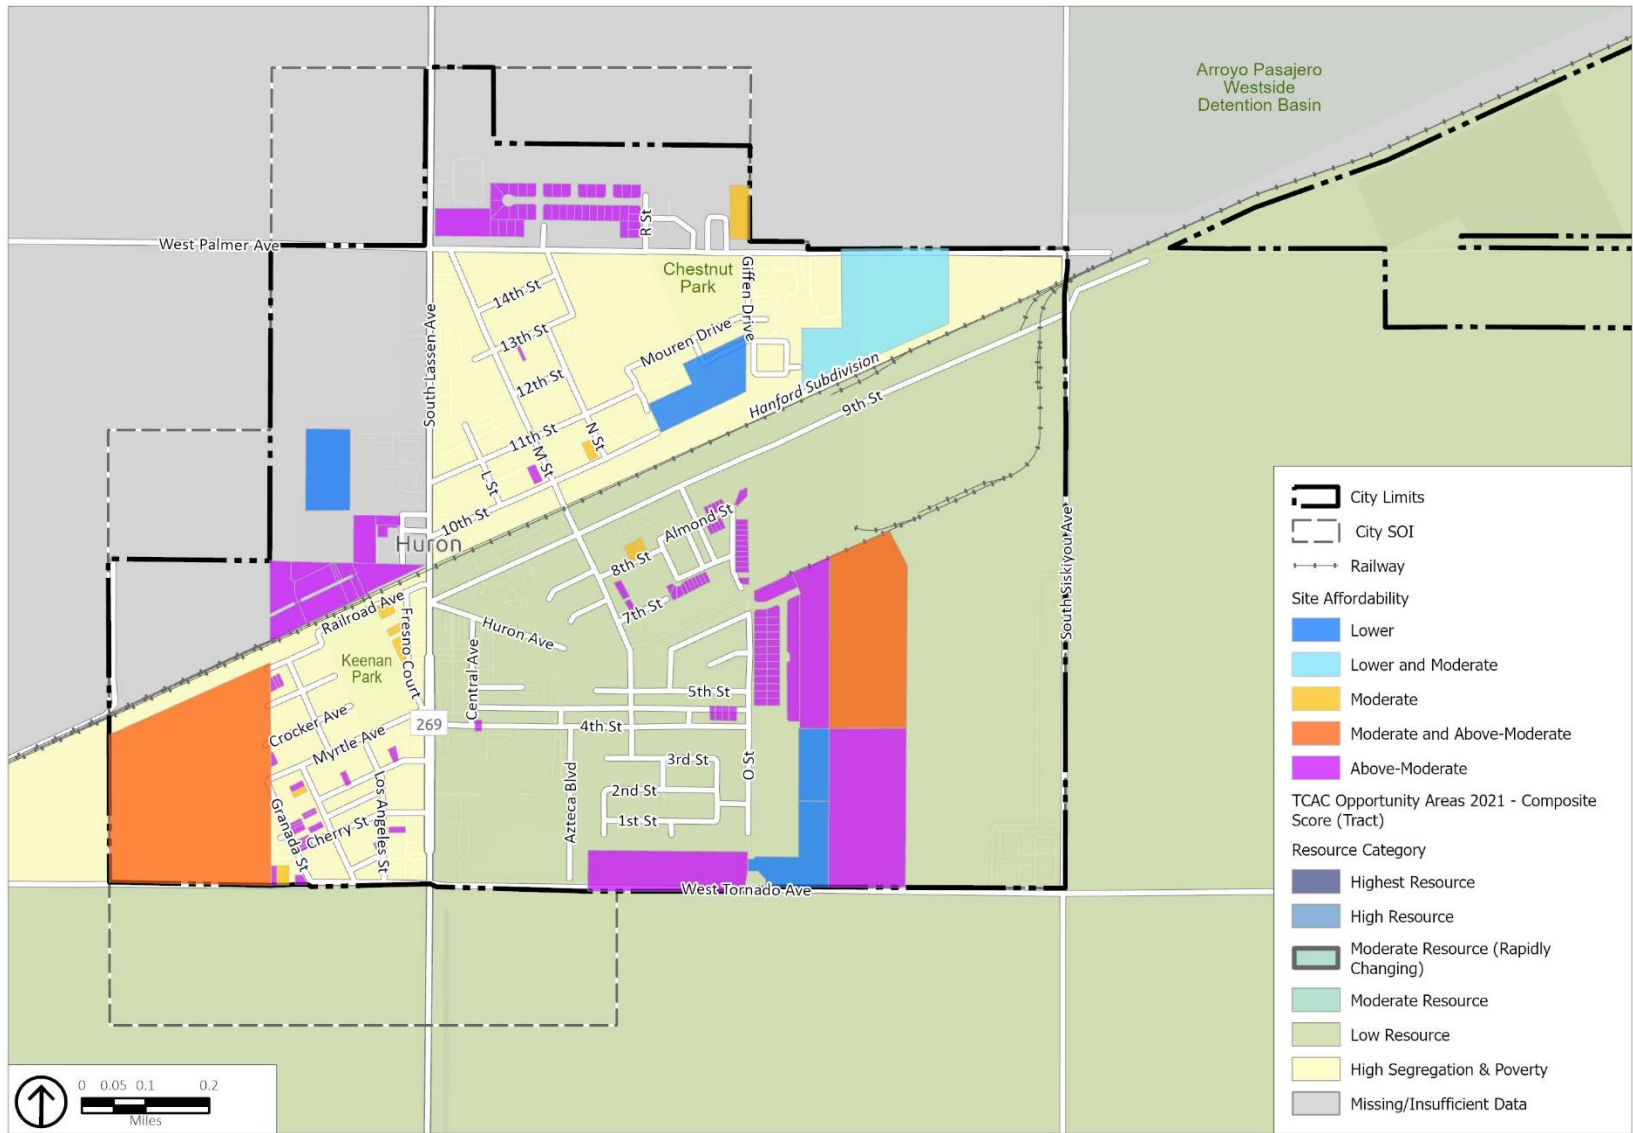 Arroyo Pasajero
Westside
Detention Basin
West Palmer Ave
R St
Chestnut
Park
Giffen Drive
14th St
13th St
Mouren Drive
South Lassen Ave
12th St
Hanford Subdivision
9th St
11th St
N St
M St
L St
10th St
Huron
Almond St
8th St
7th St
Railroad Ave
Fresno Court
Huron Ave
Keenan
Park
Central Ave
South Siskiyou Ave
5th St
269
4th St
Crocker Ave
Myrtle Ave
3rd St
O St
2nd St
1st St
Azteca Blvd
Los Angeles St
Granada St
Cherry St
West Tornado Ave
City Limits
City SOI
Railway
Site Affordability
Lower
Lower and Moderate
Moderate
Moderate and Above-Moderate
Above-Moderate
TCAC Opportunity Areas 2021 - Composite
Score (Tract)
Resource Category
Highest Resource
High Resource
Moderate Resource (Rapidly
Changing)
Moderate Resource
Low Resource
High Segregation & Poverty
Missing/Insufficient Data
0 0.05 0.1 0.2
Miles